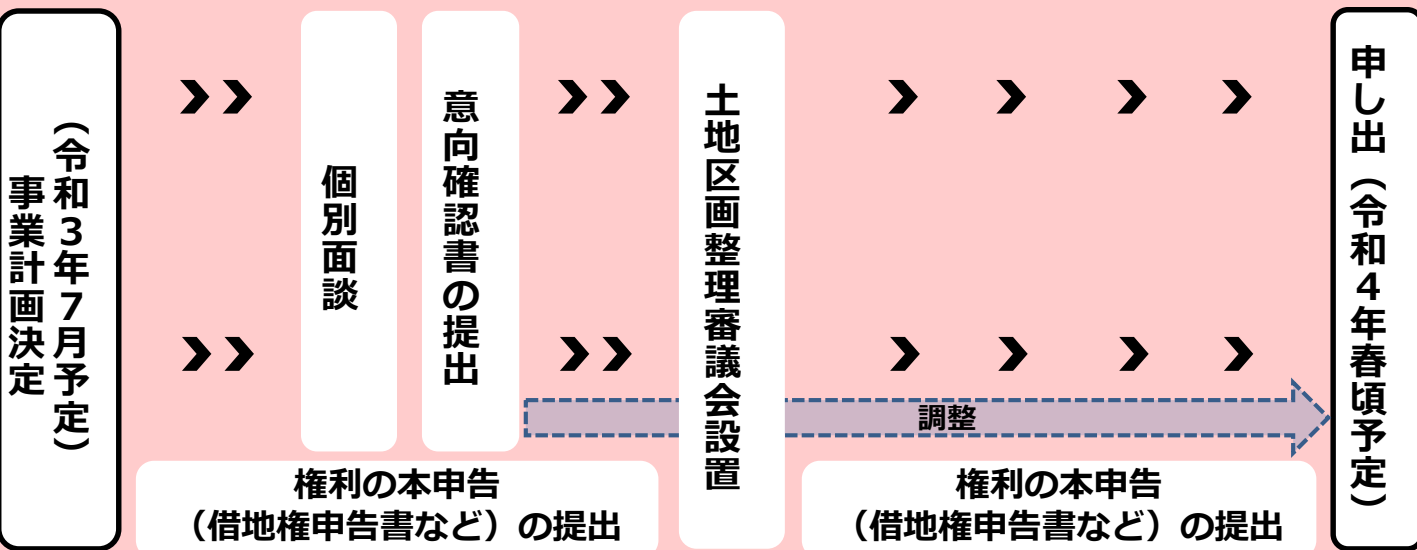 事業計画決定
（令和３年７月予定）
個別面談
意向確認書の提出
土地区画整理審議会設置
申し出（令和４年春頃予定）
調整
権利の本申告
（借地権申告書など）の提出
権利の本申告
（借地権申告書など）の提出